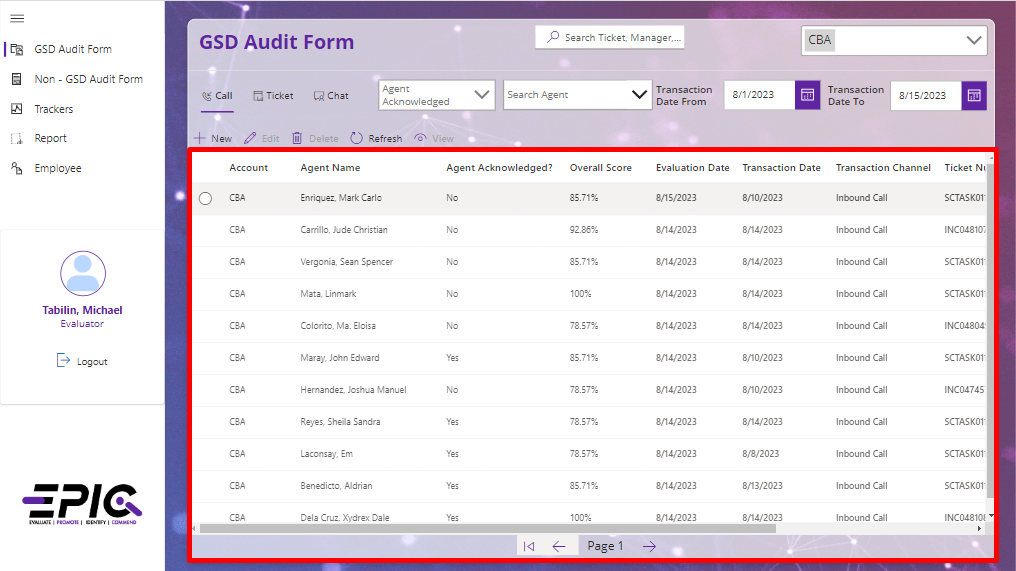 GSD Audit Form
Non - GSD Audit Form
Trackers
Report
Employee
Tabilin, Michael
Evaluator
Logout
EPIC
EVALUATE | PROMOTE | IDENTIFY | COMMEND
GSD Audit Form
Search Ticket, Manager,...
CBA
Call
Ticket
Chat
Agent
Acknowledged
Search Agent
Transaction
Date From
8/1/2023
Transaction
Date To
8/15/2023
New Edit Delete Refresh View
Account Agent Name Agent Acknowledged? Overall Score Evaluation Date Transaction Date Transaction Channel Ticket Nu
CBA Enriquez, Mark Carlo No 85.71% 8/15/2023 8/10/2023 Inbound Call SCTASK011
CBA Carrillo, Jude Christian No 92.86% 8/14/2023 8/14/2023 Inbound Call INC048107
CBA Vergonia, Sean Spencer No 85.71% 8/14/2023 8/14/2023 Inbound Call SCTASK011
CBA Mata, Linmark No 100% 8/14/2023 8/14/2023 Inbound Call SCTASK011
CBA Colorito, Ma. Eloisa No 78.57% 8/14/2023 8/14/2023 Inbound Call INC048049
CBA Maray, John Edward Yes 85.71% 8/14/2023 8/10/2023 Inbound Call SCTASK011
CBA Hernandez, Joshua Manuel No 78.57% 8/14/2023 8/10/2023 Inbound Call INC04745
CBA Reyes, Sheila Sandra Yes 78.57% 8/14/2023 8/14/2023 Inbound Call SCTASK011
CBA Laconsay, Em Yes 78.57% 8/14/2023 8/8/2023 Inbound Call SCTASK011
CBA Benedicto, Aldrian Yes 85.71% 8/14/2023 8/13/2023 Inbound Call SCTASK011
CBA Dela Cruz, Xydrex Dale Yes 100% 8/14/2023 8/14/2023 Inbound Call INC048108
Page 1